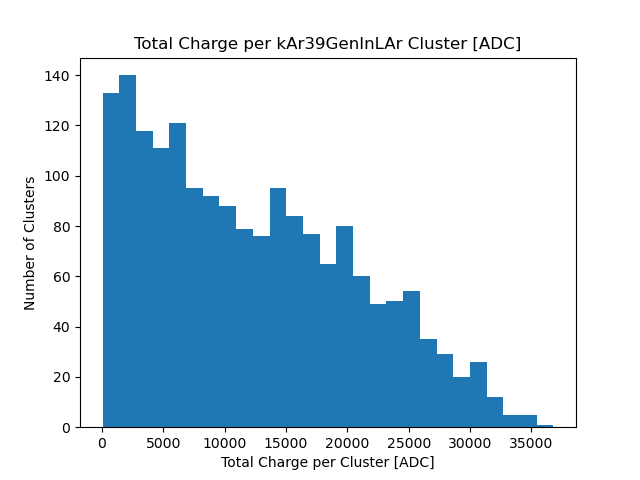 Total Charge per kAr39GenInLAr Cluster [ADC]
140
120
100
80
60
40
20
0
Number of Clusters
0 5000 10000 15000 20000 25000 30000 35000
Total Charge per Cluster [ADC]